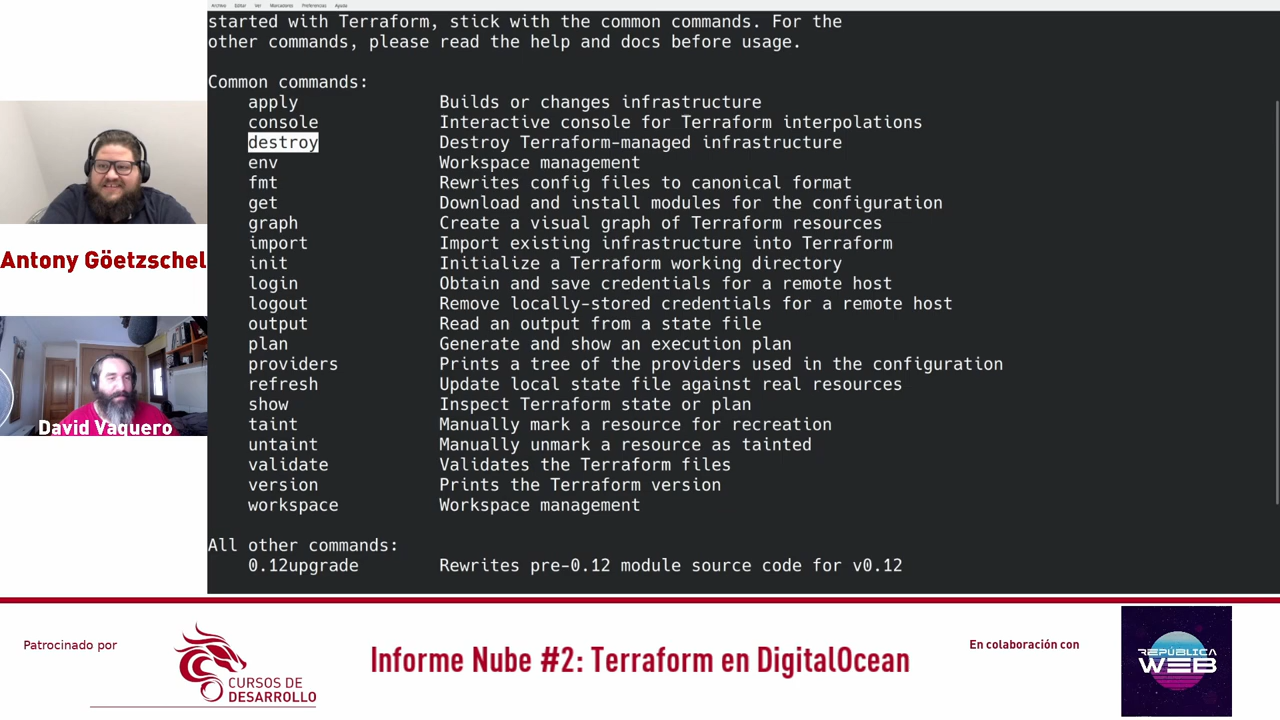 Archivo Editar Ver Marcadores Preferencias Ayuda
started with Terraform, stick with the common commands. For the
other commands, please read the help and docs before usage.
Common commands:
apply Builds or changes infrastructure
console Interactive console for Terraform interpolations
destroy Destroy Terraform-managed infrastructure
env Workspace management
fmt Rewrites config files to canonical format
get Download and install modules for the configuration
graph Create a visual graph of Terraform resources
import Import existing infrastructure into Terraform
init Initialize a Terraform working directory
login Obtain and save credentials for a remote host
logout Remove locally-stored credentials for a remote host
output Read an output from a state file
plan Generate and show an execution plan
providers Prints a tree of the providers used in the configuration
refresh Update local state file against real resources
show Inspect Terraform state or plan
taint Manually mark a resource for recreation
untaint Manually unmark a resource as tainted
validate Validates the Terraform files
version Prints the Terraform version
workspace Workspace management
All other commands:
0.12upgrade Rewrites pre-0.12 module source code for v0.12
Antony Göetzschel
David Vaquero
Patrocinado por
CURSOS DE
DESARROLLO
Informe Nube #2: Terraform en DigitalOcean
En colaboración con
REPÚBLICA
WEB